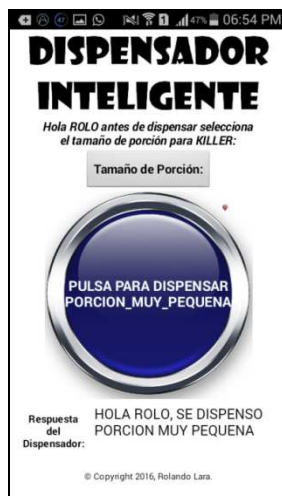 47% 06:54 PM
DISPENSADOR
INTELIGENTE
Hola ROLO antes de dispensar selecciona
el tamaño de porción para KILLER:
Tamaño de Porción:
PULSA PARA DISPENSAR
PORCION_MUY_PEQUENA
Respuesta
del
Dispensador:
HOLA ROLO, SE DISPENSO
PORCION MUY PEQUENA
© Copyright 2016, Rolando Lara.